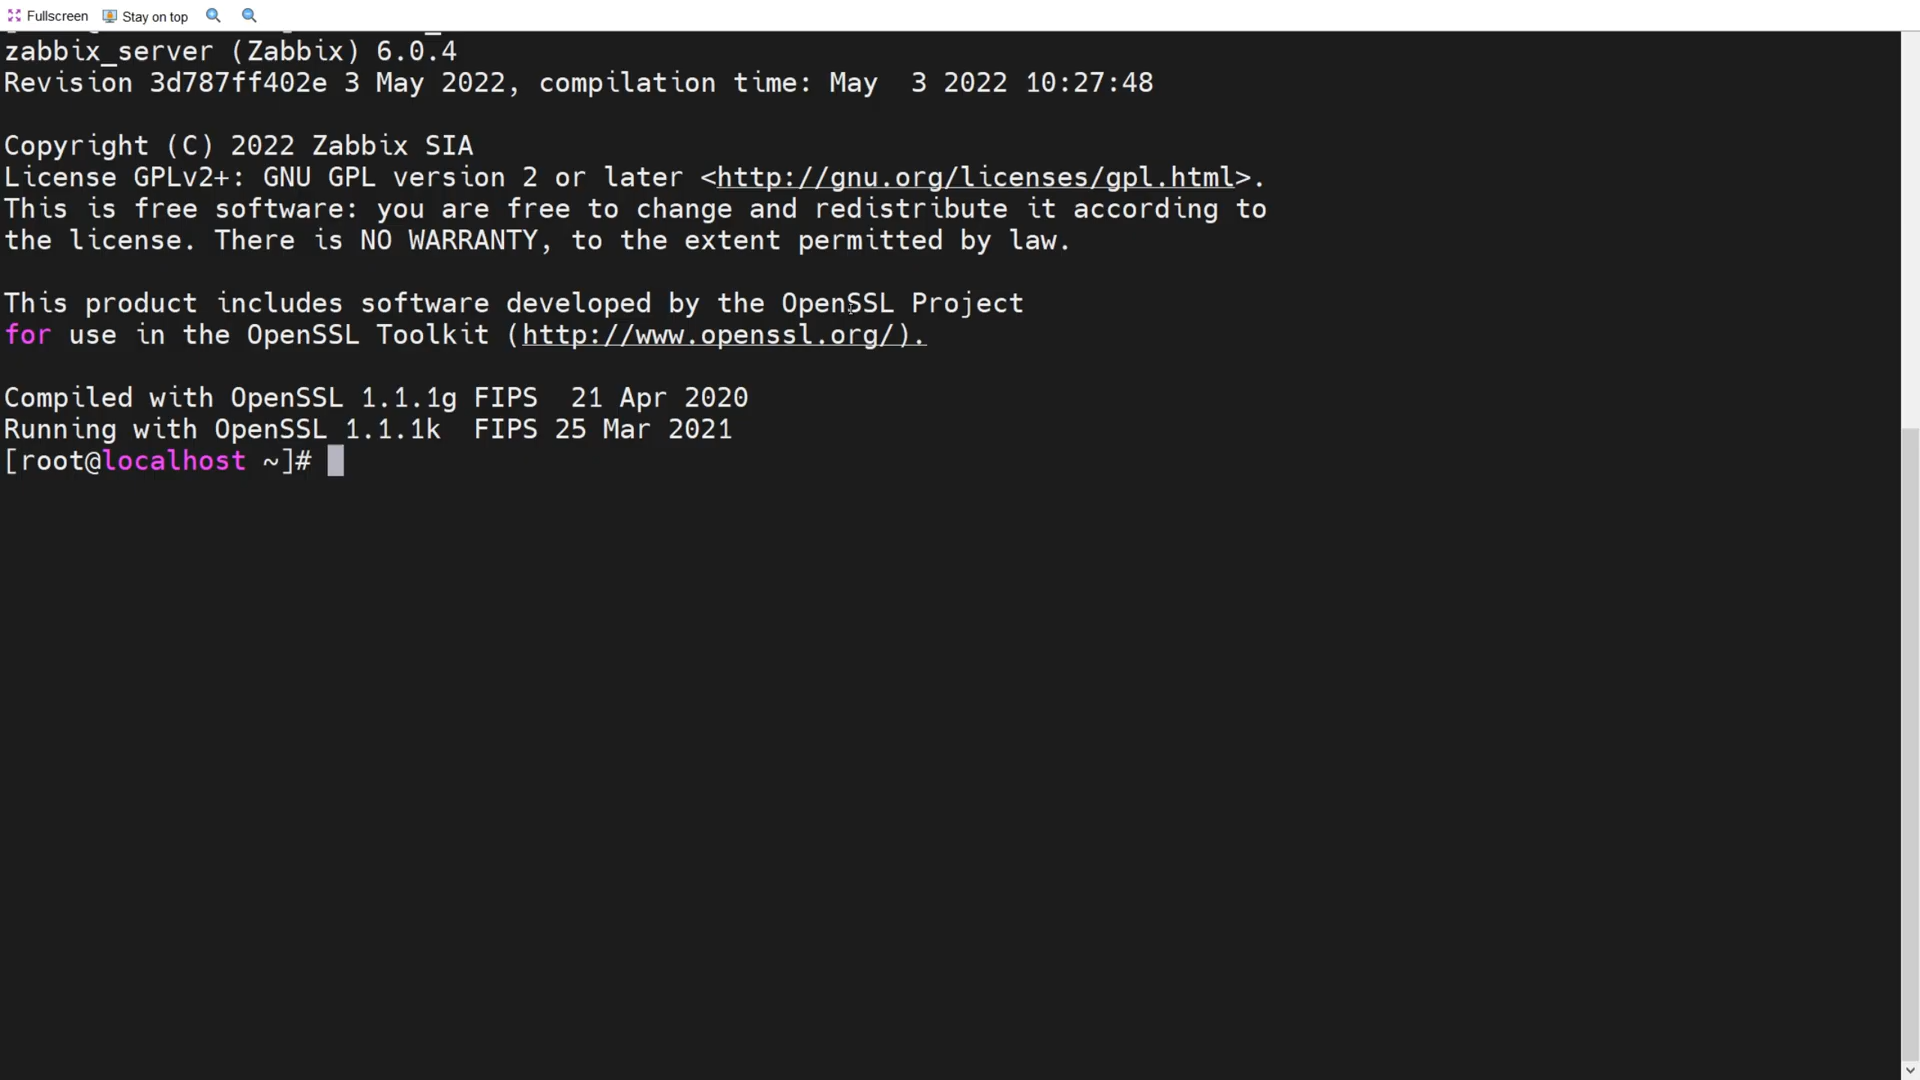 Fullscreen Stay on top
zabbix_server (Zabbix) 6.0.4
Revision 3d787ff402e 3 May 2022, compilation time: May  3 2022 10:27:48
Copyright (C) 2022 Zabbix SIA
License GPLv2+: GNU GPL version 2 or later <http://gnu.org/licenses/gpl.html>.
This is free software: you are free to change and redistribute it according to
the license. There is NO WARRANTY, to the extent permitted by law.
This product includes software developed by the OpenSSL Project
for use in the OpenSSL Toolkit (http://www.openssl.org/).
Compiled with OpenSSL 1.1.1g FIPS  21 Apr 2020
Running with OpenSSL 1.1.1k  FIPS 25 Mar 2021
[root@localhost ~]#